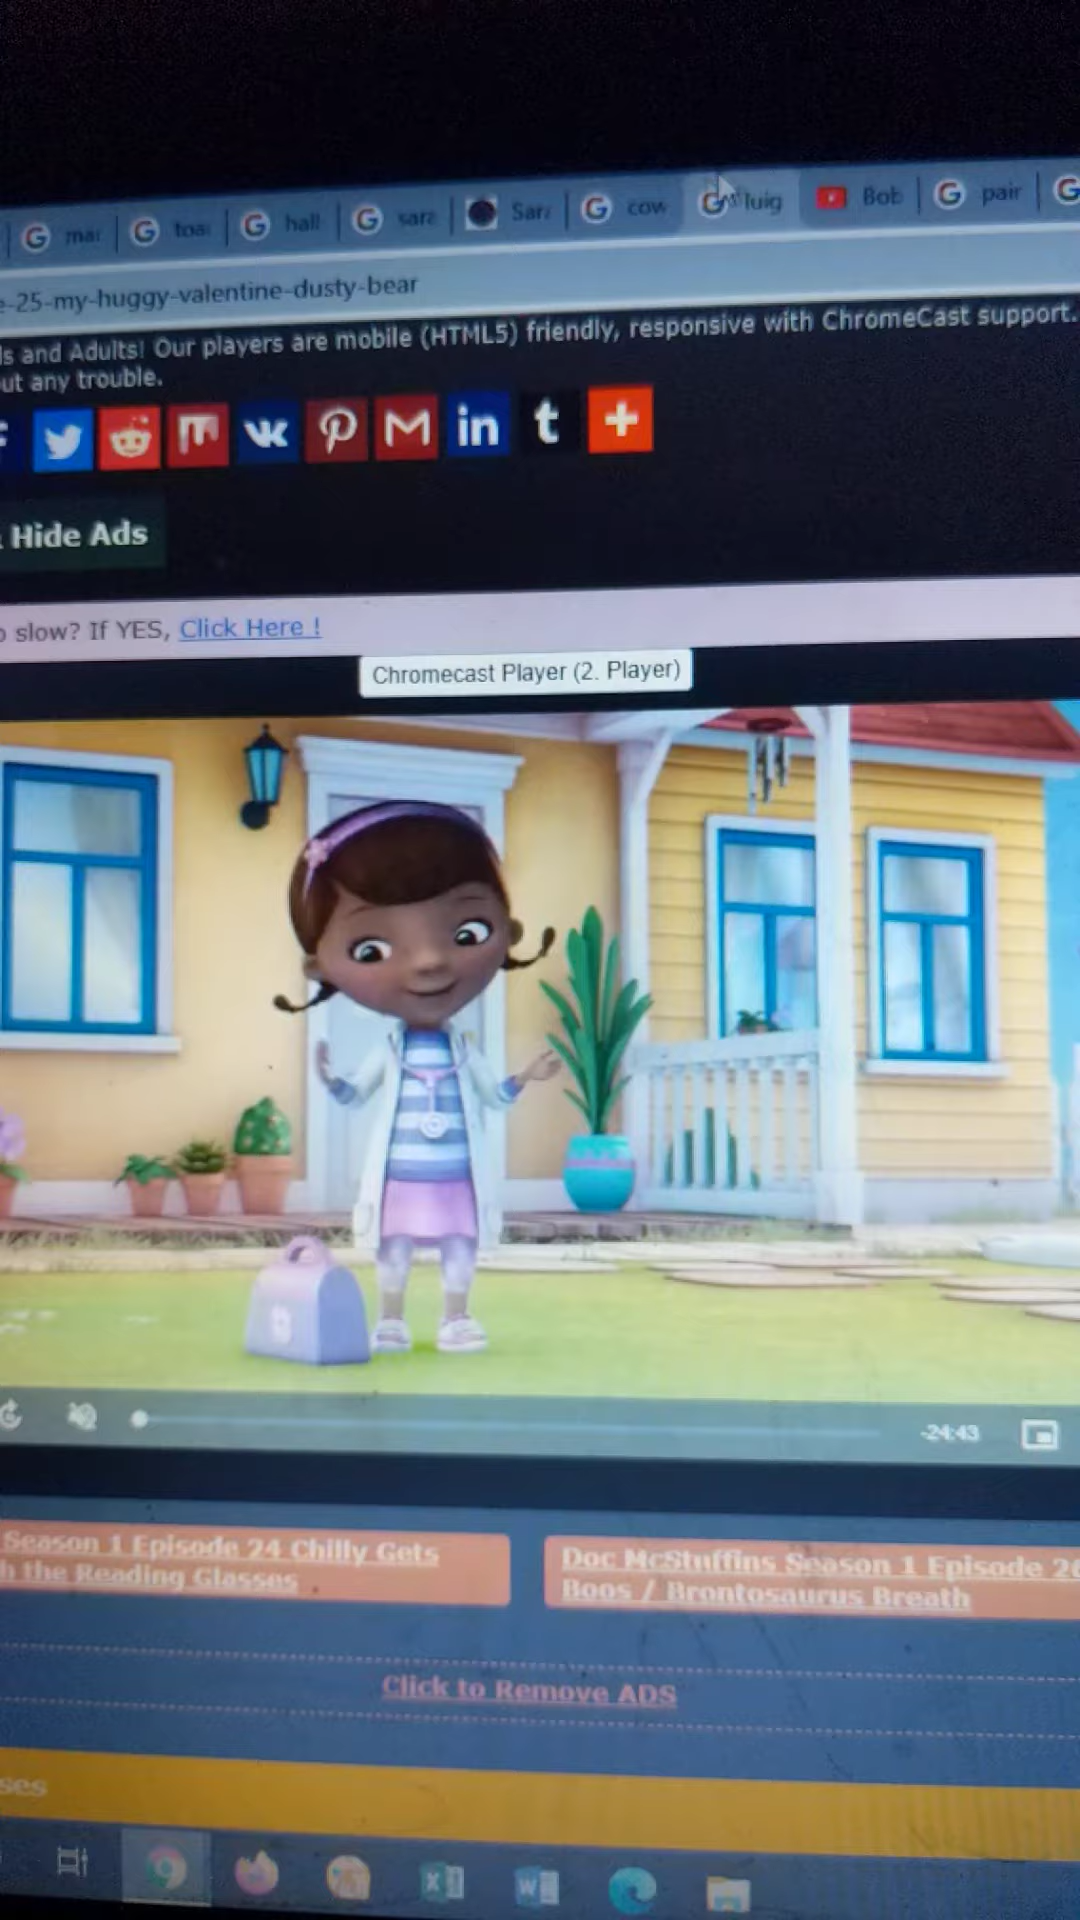 mai
toa
hall
sara
Sara
cow
luig
Bob
pair
-25-my-huggy-valentine-dusty-bear
ls and Adults! Our players are mobile (HTML5) friendly, responsive with ChromeCast support.
ut any trouble.
Hide Ads
slow? If YES, Click Here !
Chromecast Player (2. Player)
-24:43
Season 1 Episode 24 Chilly Gets
h the Reading Glasses
Doc McStuffins Season 1 Episode 26
Boos / Brontosaurus Breath
Click to Remove ADS
ses